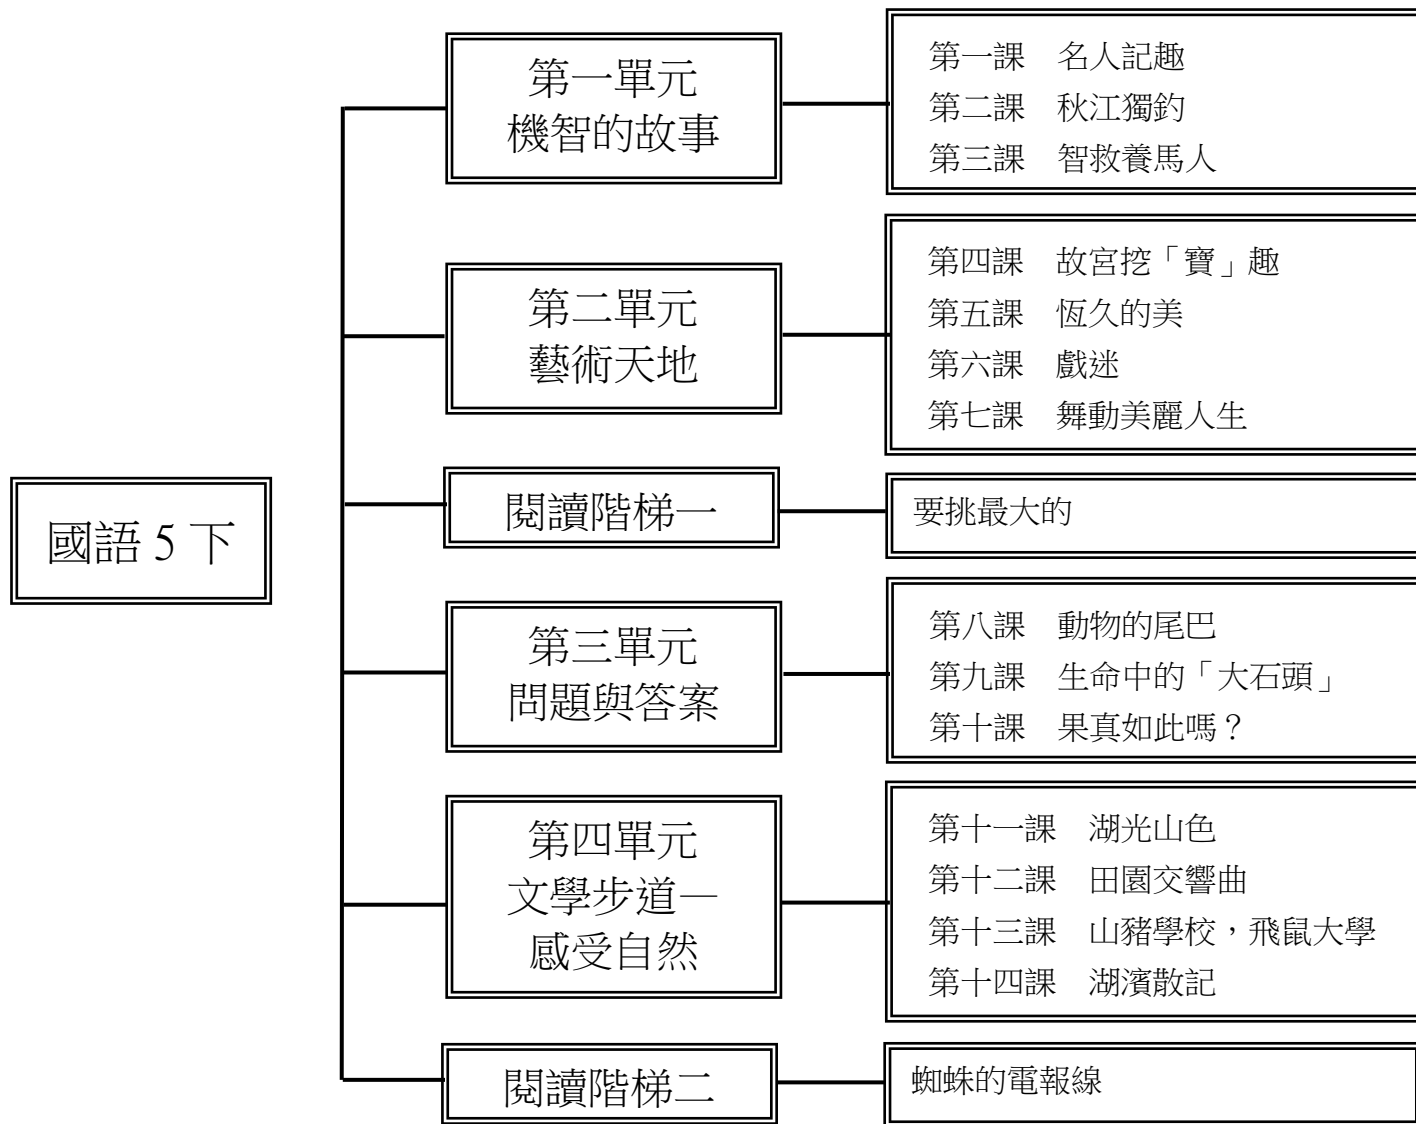 國語 5 下
第一單元
機智的故事
第一課　名人記趣
第二課　秋江獨釣
第三課　智救養馬人
第二單元
藝術天地
第四課　故宮挖「寶」趣
第五課　恆久的美
第六課　戲迷
第七課　舞動美麗人生
閱讀階梯一
要挑最大的
第三單元
問題與答案
第八課　動物的尾巴
第九課　生命中的「大石頭」
第十課　果真如此嗎？
第四單元
文學步道—
感受自然
第十一課　湖光山色
第十二課　田園交響曲
第十三課　山豬學校，飛鼠大學
第十四課　湖濱散記
閱讀階梯二
蜘蛛的電報線